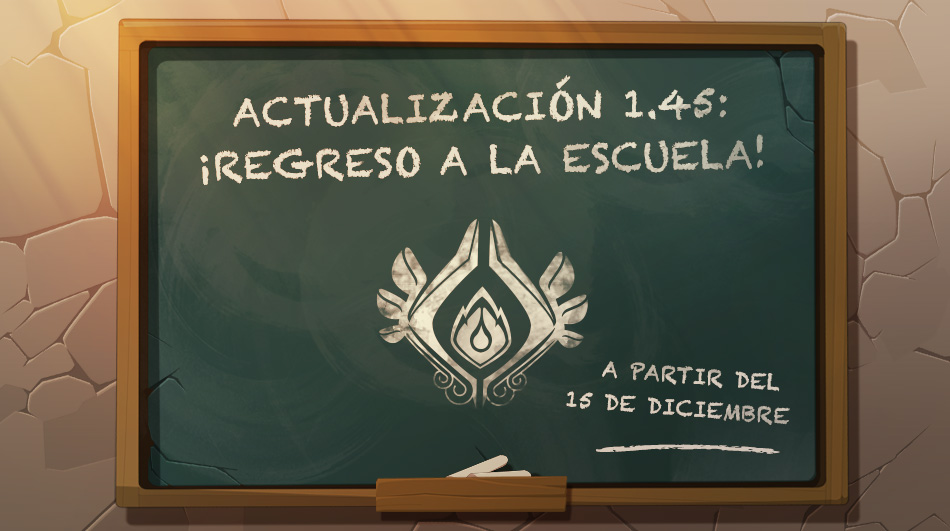 ACTUALIZACIÓN 1.45:
¡REGRESO A LA ESCUELA!
A PARTIR DEL
15 DE DICIEMBRE